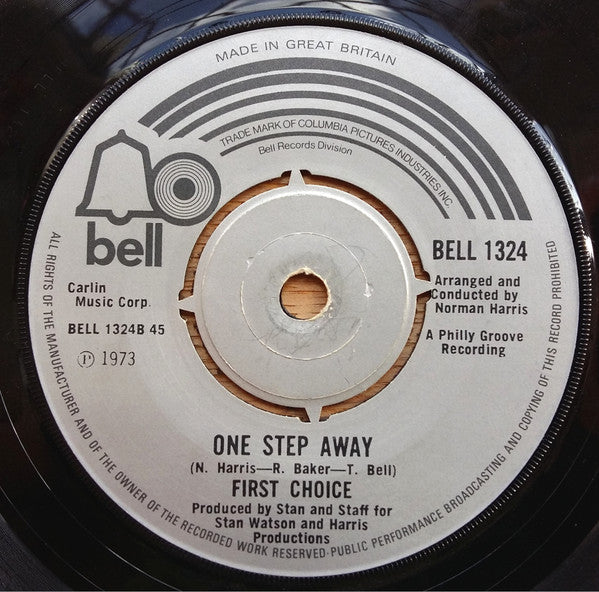 MADE IN GREAT BRITAIN
TRADE MARK OF COLUMBIA PICTURES INDUSTRIES INC.
Bell Records Division
bell
BELL 1324
Carlin
Music Corp.
BELL 1324B 45
Ⓟ 1973
Arranged and
Conducted by
Norman Harris
A Philly Groove
Recording
ONE STEP AWAY
(N. Harris—R. Baker—T. Bell)
FIRST CHOICE
Produced by Stan and Staff for
Stan Watson and Harris
Productions
ALL RIGHTS OF THE MANUFACTURER AND OF THE OWNER OF THE RECORDED WORK RESERVED·PUBLIC PERFORMANCE BROADCASTING AND COPYING OF THIS RECORD PROHIBITED